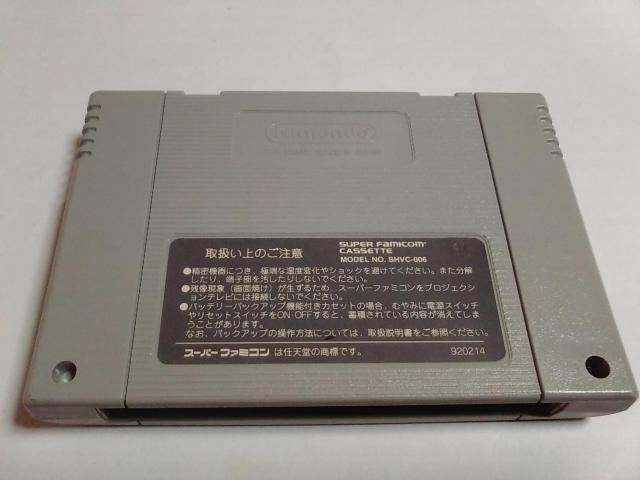 Nintendo
取扱い上のご注意
SUPER FAMICOM
CASSETTE
MODEL NO. SHVC-006
●精密機器につき、極端な温度変化やショックを避けてください。また分解
したり、端子部を汚したりしないでください。
●残像現象（画面焼け）が生ずるため、スーパーファミコンをプロジェクシ
ョンテレビには接続しないでください。
●バッテリーバックアップ機能付きカセットの場合、むやみに電源スイッチ
やリセットスイッチをON・OFFすると、蓄積されている内容が消えてしま
うことがあります。
なお、バックアップの操作方法については、取扱説明書をご参照ください。
スーパーファミコン は任天堂の商標です。
920214